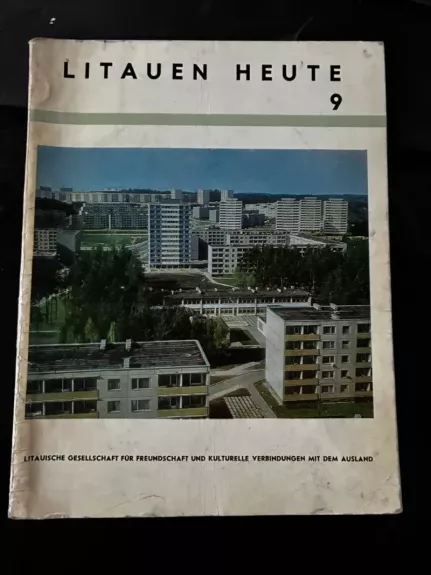 LITAUEN HEUTE
9
LITAUISCHE GESELLSCHAFT FÜR FREUNDSCHAFT UND KULTURELLE VERBINDUNGEN MIT DEM AUSLAND